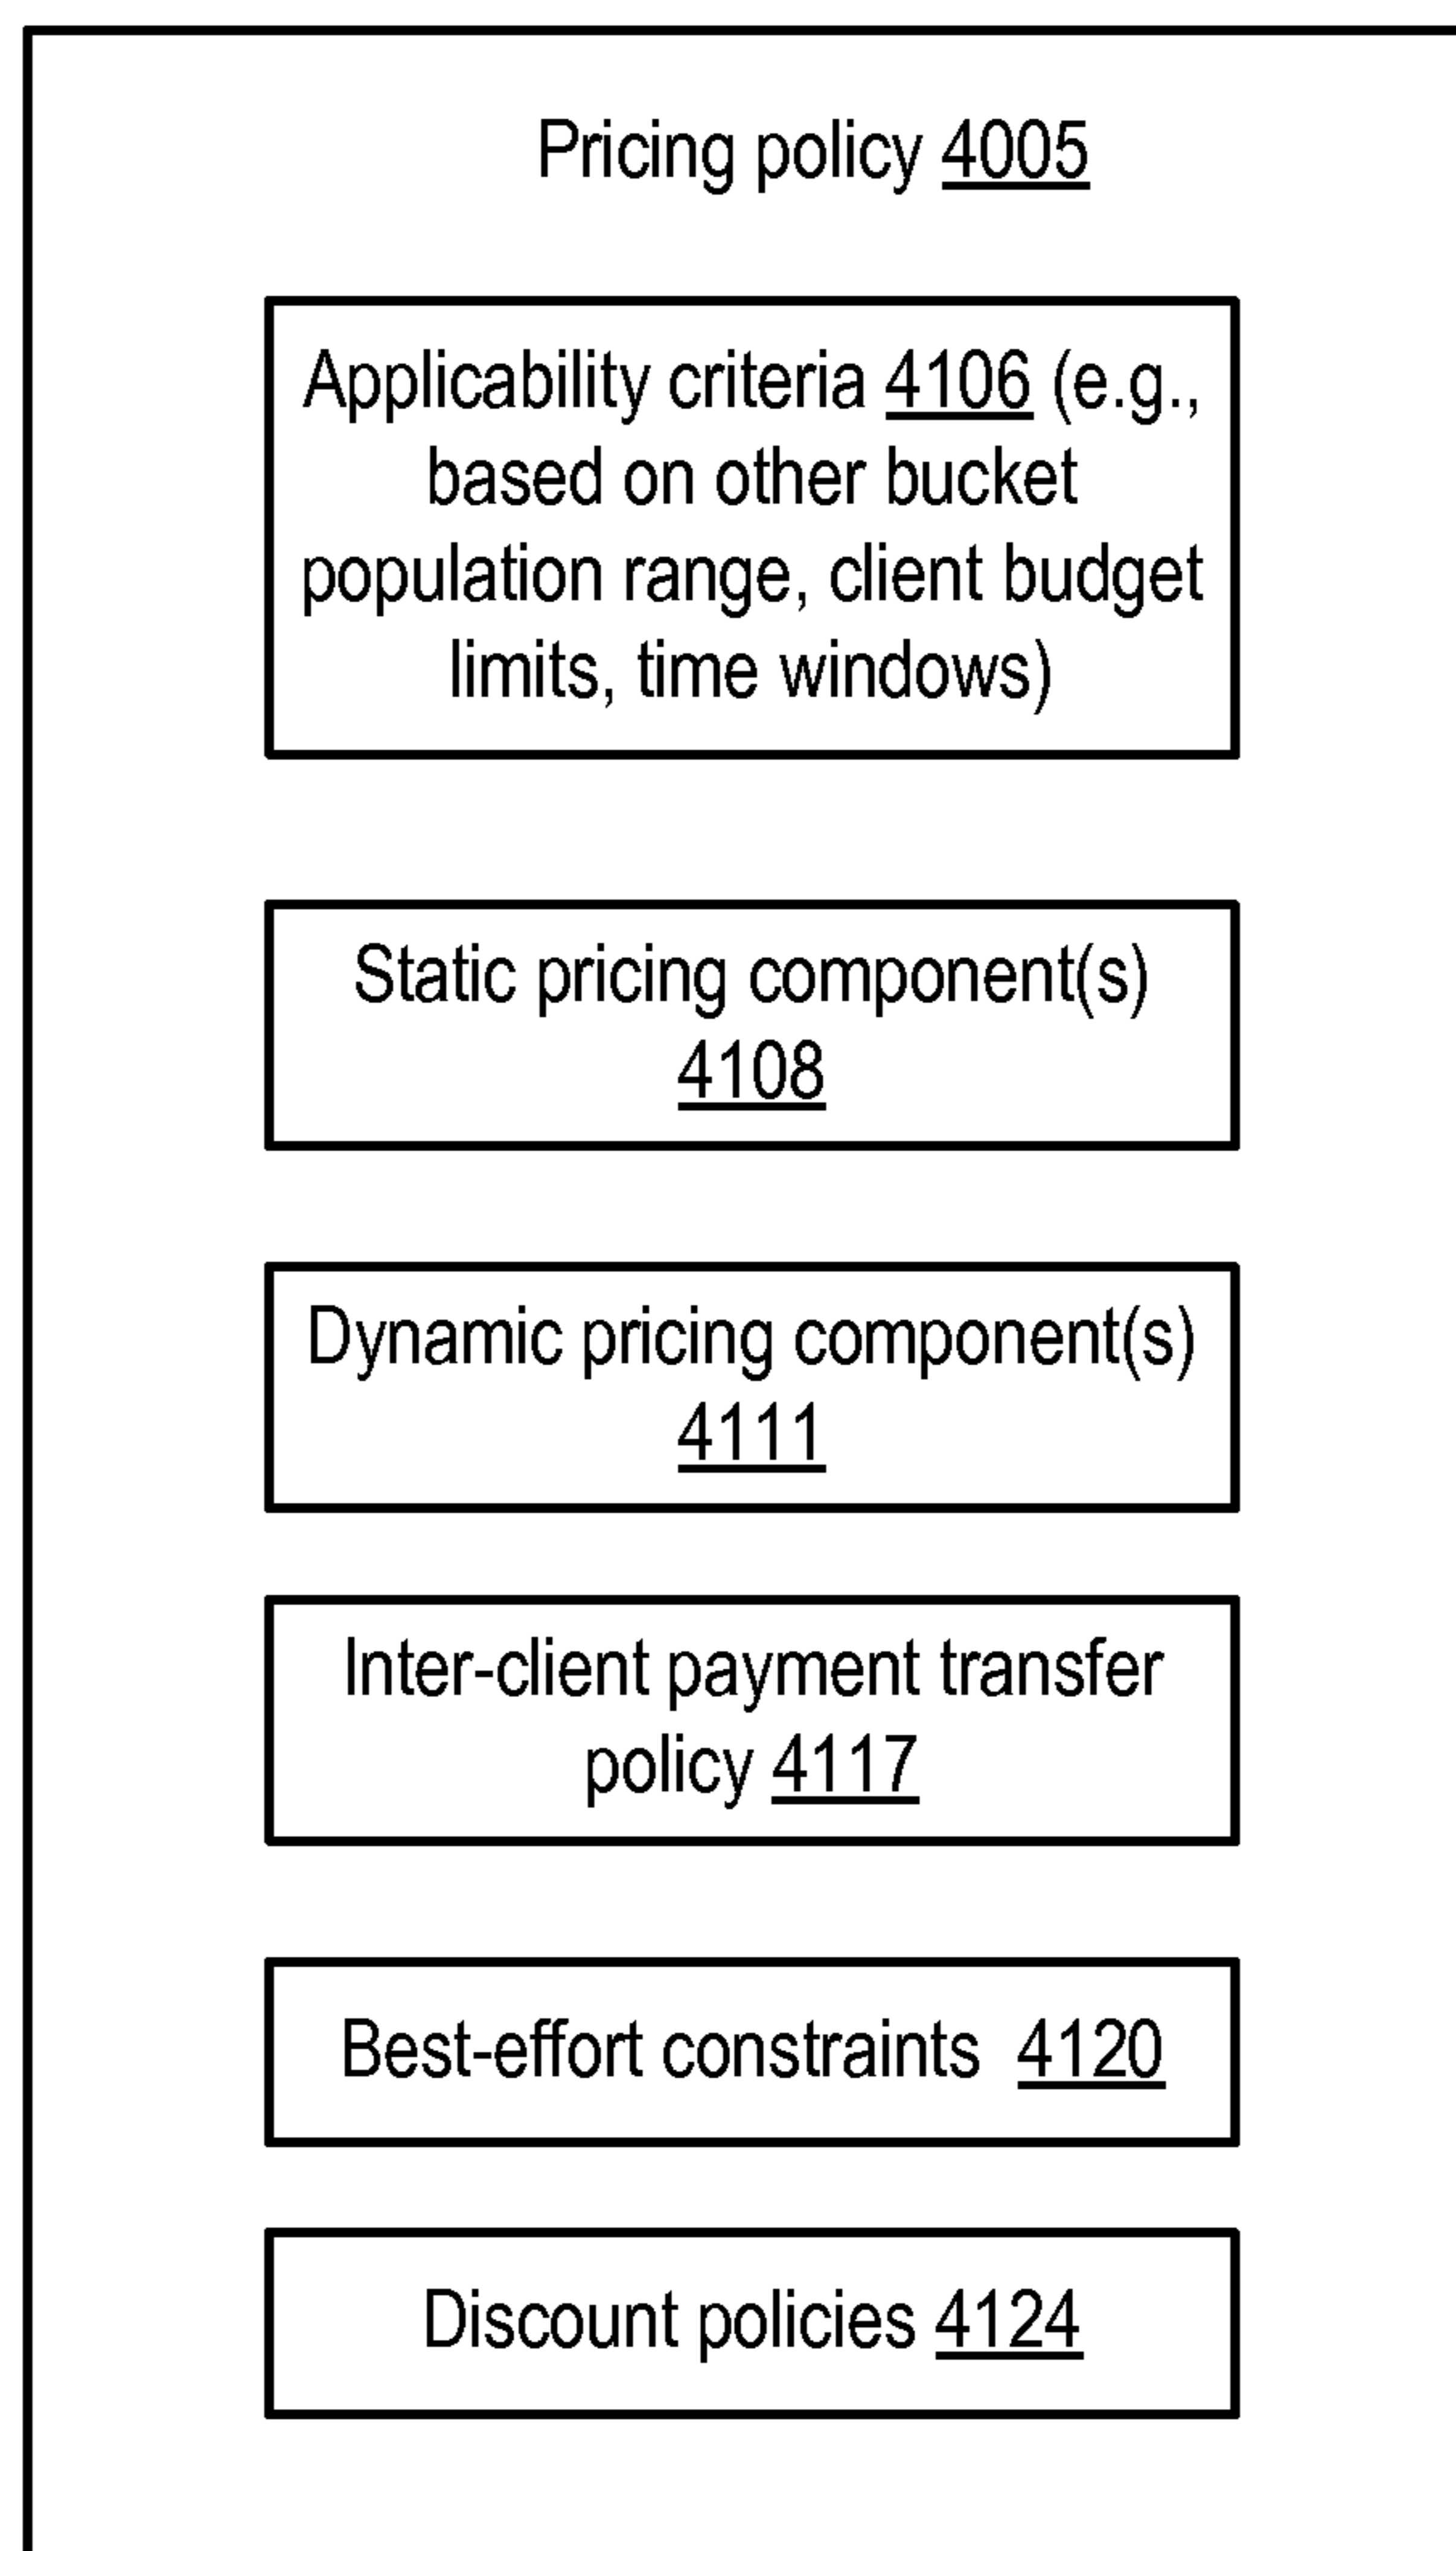 Pricing policy 4005
Applicability criteria 4106 (e.g.,
based on other bucket
population range, client budget
limits, time windows)
Static pricing component(s)
4108
Dynamic pricing component(s)
4111
Inter-client payment transfer
policy 4117
Best-effort constraints 4120
Discount policies 4124